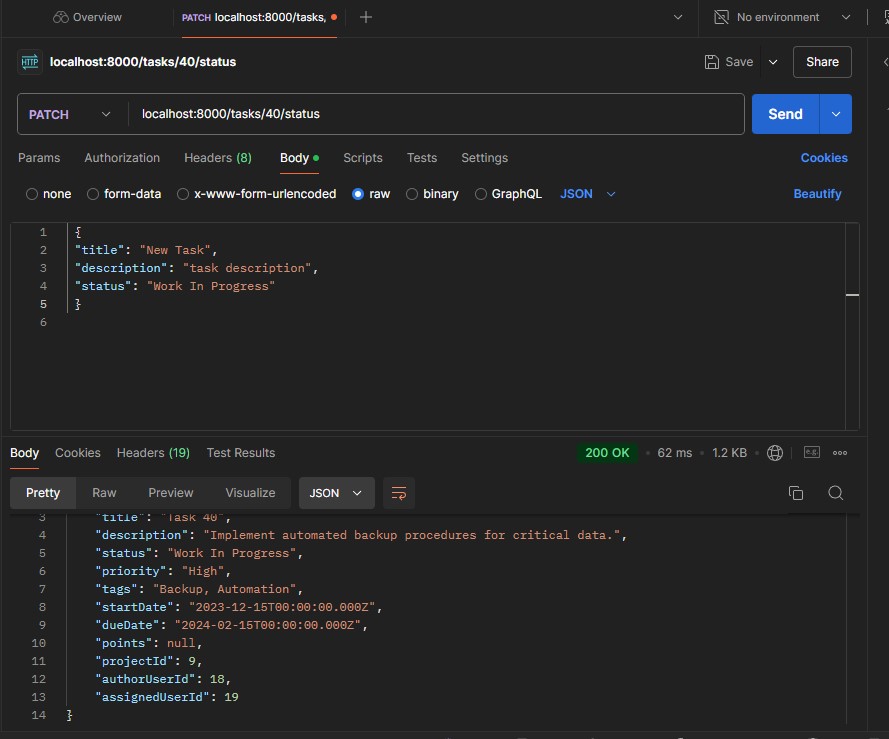 Overview
PATCH localhost:8000/tasks,
No environment
HTTP localhost:8000/tasks/40/status
Save
Share
PATCH
localhost:8000/tasks/40/status
Send
Params Authorization Headers (8) Body Scripts Tests Settings Cookies
none form-data x-www-form-urlencoded raw binary GraphQL JSON Beautify
1 {
2 "title": "New Task",
3 "description": "task description",
4 "status": "Work In Progress"
5 }
6
Body Cookies Headers (19) Test Results 200 OK • 62 ms • 1.2 KB • e.g.
Pretty Raw Preview Visualize JSON
3 "title": "Task 40",
4 "description": "Implement automated backup procedures for critical data.",
5 "status": "Work In Progress",
6 "priority": "High",
7 "tags": "Backup, Automation",
8 "startDate": "2023-12-15T00:00:00.000Z",
9 "dueDate": "2024-02-15T00:00:00.000Z",
10 "points": null,
11 "projectId": 9,
12 "authorUserId": 18,
13 "assignedUserId": 19
14 }